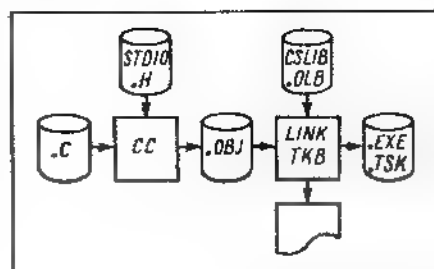 STDIO
.H
CSLIB
.OLB
.C
CC
.OBJ
LINK
TKB
.EXE
.TSK